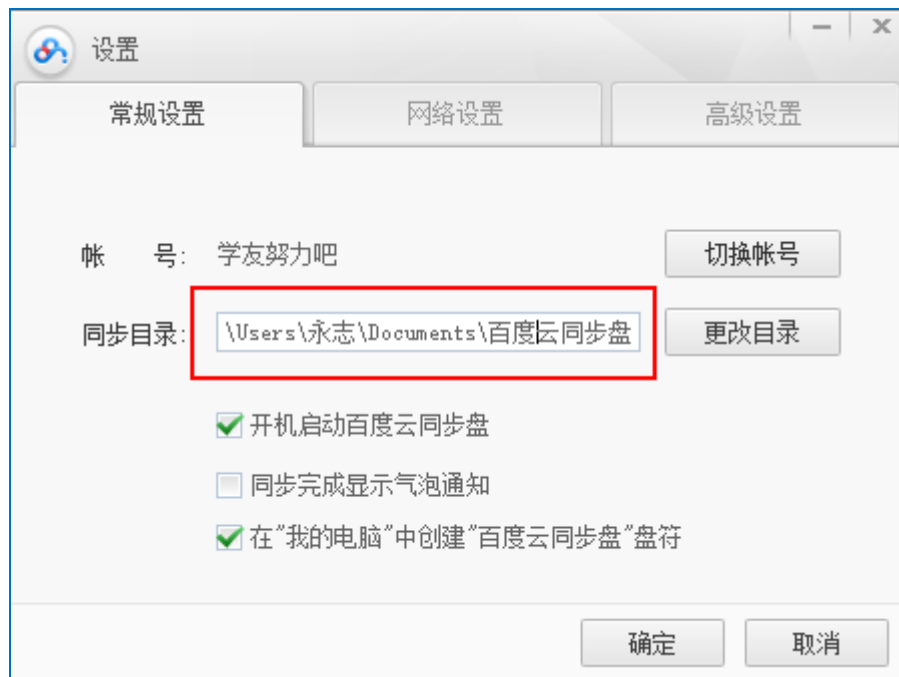 设置
常规设置 网络设置 高级设置
帐 号: 学友努力吧 切换帐号
同步目录: \Users\永志\Documents\百度云同步盘 更改目录
开机启动百度云同步盘
同步完成显示气泡通知
在"我的电脑"中创建"百度云同步盘"盘符
确定 取消